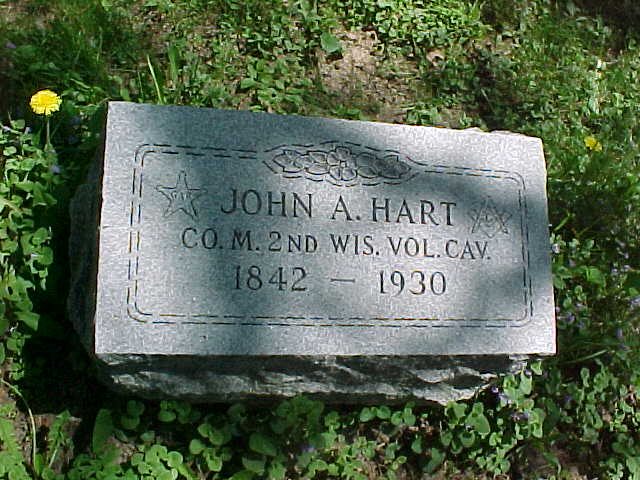 JOHN A. HART
CO. M. 2ND WIS. VOL. CAV.
1842 — 1930